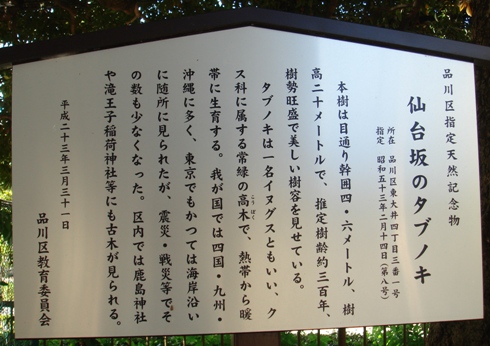 品川区指定天然記念物
仙台坂のタブノキ
所在 品川区東大井四丁目三番一号
指定 昭和五十三年二月十四日(第八号)
本樹は目通り幹囲四・六メートル、樹
高二十メートルで、推定樹齢約三百年、
樹勢旺盛で美しい樹容を見せている。
タブノキは一名イヌグスともいい、ク
ス科に属する常緑の高木で、熱帯から暖
こうぼく
帯に生育する。我が国では四国・九州・
沖縄に多く、東京でもかつては海岸沿い
に随所に見られたが、震災・戦災等でそ
の数も少なくなった。区内では鹿島神社
や滝王子稲荷神社等にも古木が見られる。
平成二十三年三月三十一日
品川区教育委員会